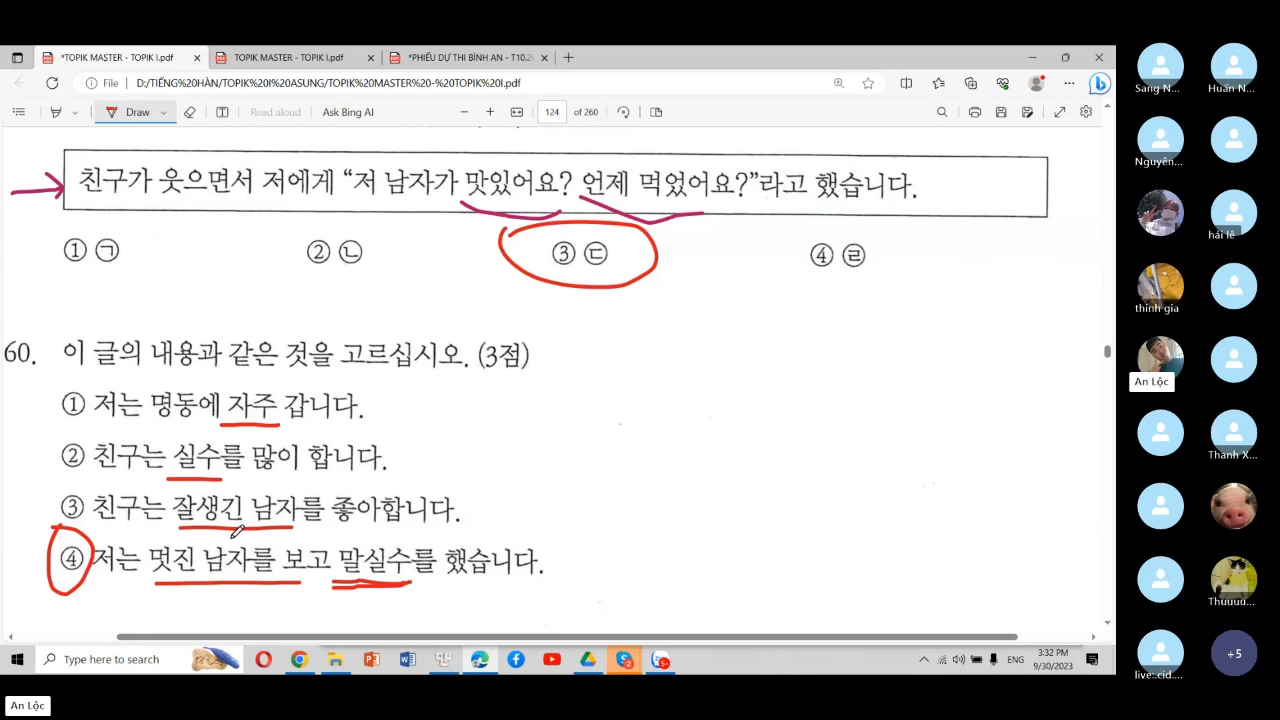 *TOPIK MASTER - TOPIK I.pdf
TOPIK MASTER - TOPIK I.pdf
*PHIẾU DỰ THI BÌNH AN - T10.2
File
D:/TIẾNG%20HÀN/TOPIK%20I%20ASUNG/TOPIK%20MASTER%20-%20TOPIK%20I.pdf
Draw
Read aloud
Ask Bing AI
124 of 260
친구가 웃으면서 저에게 “저 남자가 맛있어요? 언제 먹었어요?”라고 했습니다.
① ㉠ ② ㉡ ③ ㉢ ④ ㉣
60. 이 글의 내용과 같은 것을 고르십시오. (3점)
① 저는 명동에 자주 갑니다.
② 친구는 실수를 많이 합니다.
③ 친구는 잘생긴 남자를 좋아합니다.
④ 저는 멋진 남자를 보고 말실수를 했습니다.
Type here to search
ENG
3:32 PM
9/30/2023
Sang N...
Huấn N...
Nguyễn...
hải lê
thinh gia
An Lộc
Thanh X...
Thuuuu...
live:.cid....
+5
An Lộc